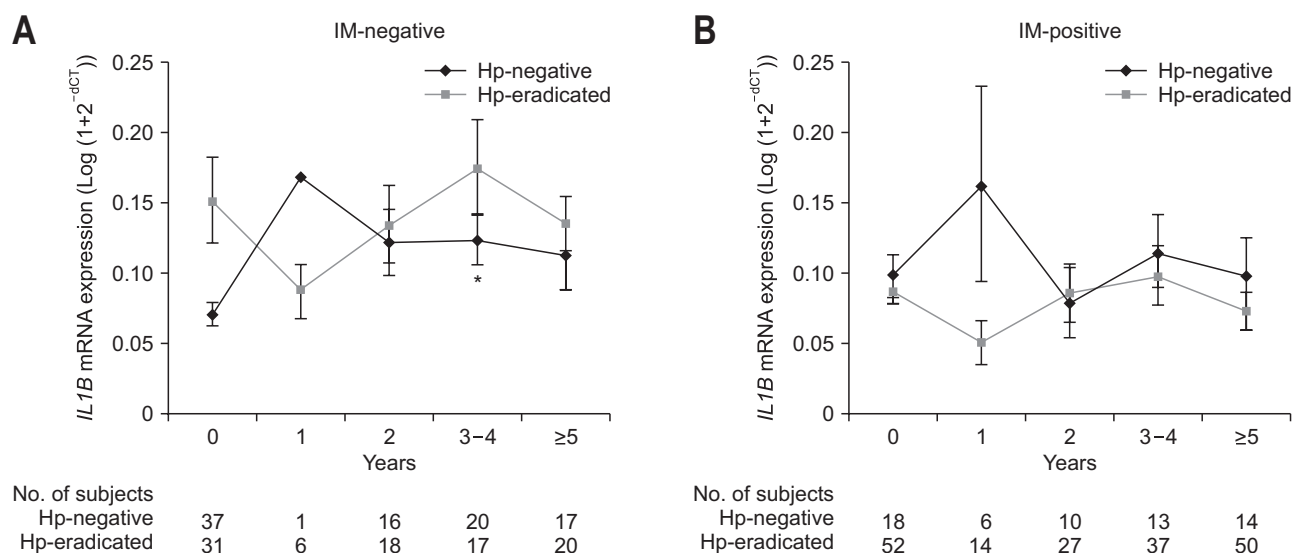 A
IM-negative
Hp-negative
Hp-eradicated
IL1B mRNA expression (Log (1+2⁻ᵈCT))
0.25
0.20
0.15
0.10
0.05
0
*
0 1 2 3–4 ≥5
Years
No. of subjects
Hp-negative 37 1 16 20 17
Hp-eradicated 31 6 18 17 20
B
IM-positive
Hp-negative
Hp-eradicated
IL1B mRNA expression (Log (1+2⁻ᵈCT))
0.25
0.20
0.15
0.10
0.05
0
0 1 2 3–4 ≥5
Years
No. of subjects
Hp-negative 18 6 10 13 14
Hp-eradicated 52 14 27 37 50